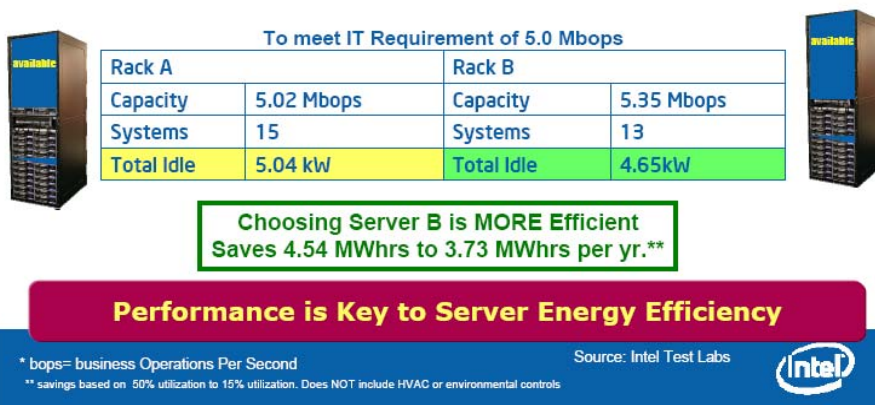 To meet IT Requirement of 5.0 Mbops
available
available
Rack A Rack B
Capacity 5.02 Mbops Capacity 5.35 Mbops
Systems 15 Systems 13
Total Idle 5.04 kW Total Idle 4.65kW
Choosing Server B is MORE Efficient
Saves 4.54 MWhrs to 3.73 MWhrs per yr.**
Performance is Key to Server Energy Efficiency
* bops= business Operations Per Second
Source: Intel Test Labs
** savings based on 50% utilization to 15% utilization. Does NOT include HVAC or environmental controls
intel